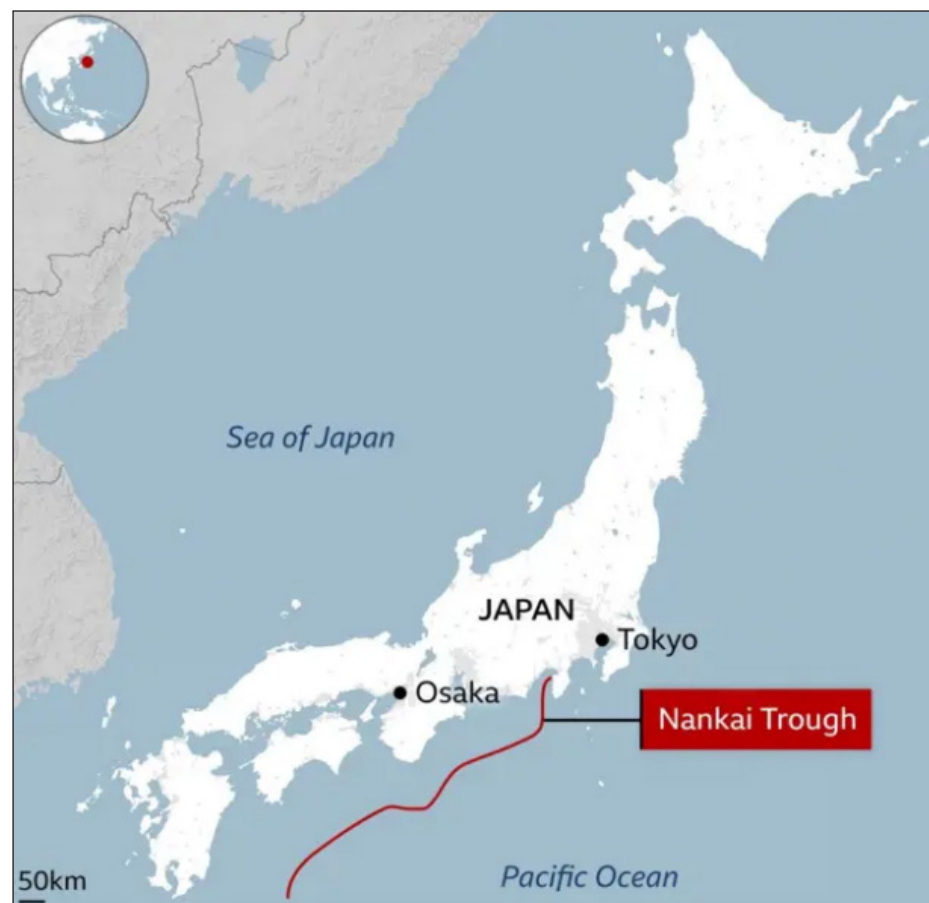 Sea of Japan
JAPAN
Tokyo
Osaka
Nankai Trough
Pacific Ocean
50km